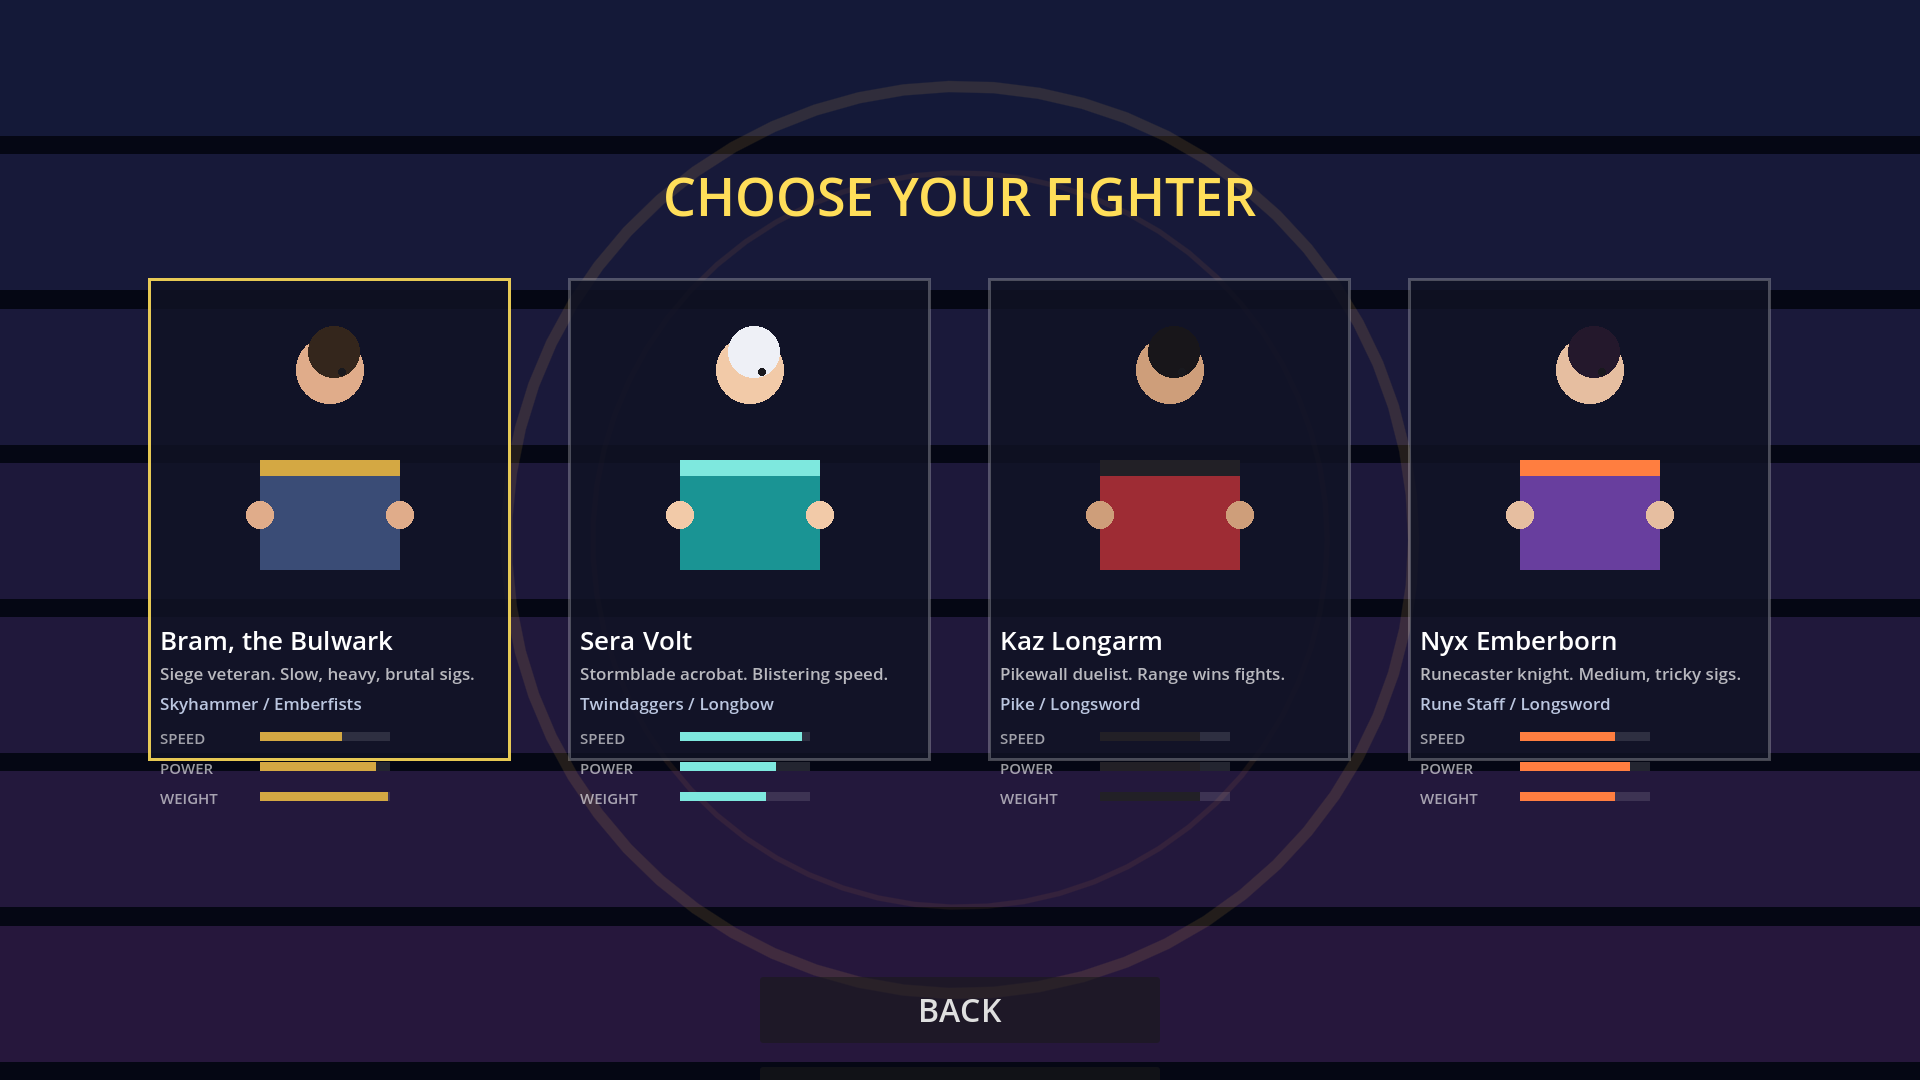 CHOOSE YOUR FIGHTER
Bram, the Bulwark
Siege veteran. Slow, heavy, brutal sigs.
Skyhammer / Emberfists
SPEED
POWER
WEIGHT
Sera Volt
Stormblade acrobat. Blistering speed.
Twindaggers / Longbow
SPEED
POWER
WEIGHT
Kaz Longarm
Pikewall duelist. Range wins fights.
Pike / Longsword
SPEED
POWER
WEIGHT
Nyx Emberborn
Runecaster knight. Medium, tricky sigs.
Rune Staff / Longsword
SPEED
POWER
WEIGHT
BACK